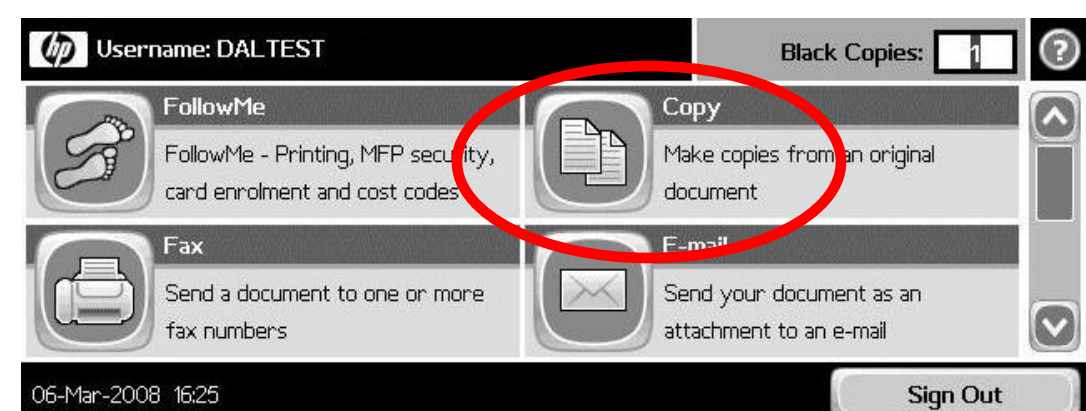 hp Username: DALTEST
Black Copies: 1 ?
FollowMe
FollowMe - Printing, MFP security,
card enrolment and cost codes
Copy
Make copies from an original
document
Fax
Send a document to one or more
fax numbers
E-mail
Send your document as an
attachment to an e-mail
06-Mar-2008 16:25
Sign Out